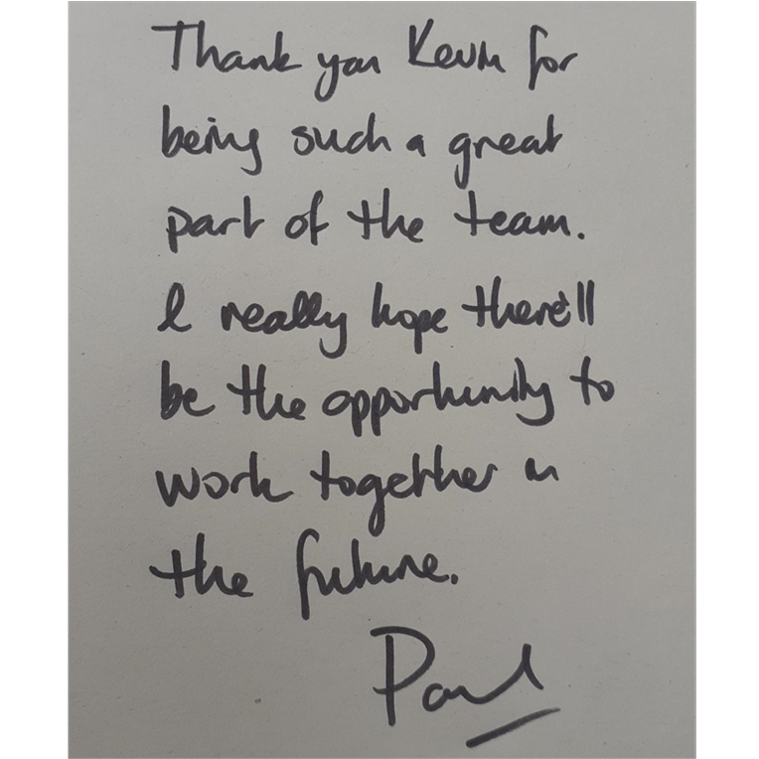 Thank you Kevin for
being such a great
part of the team.
I really hope there'll
be the opportunity to
work together in
the future.
Paul